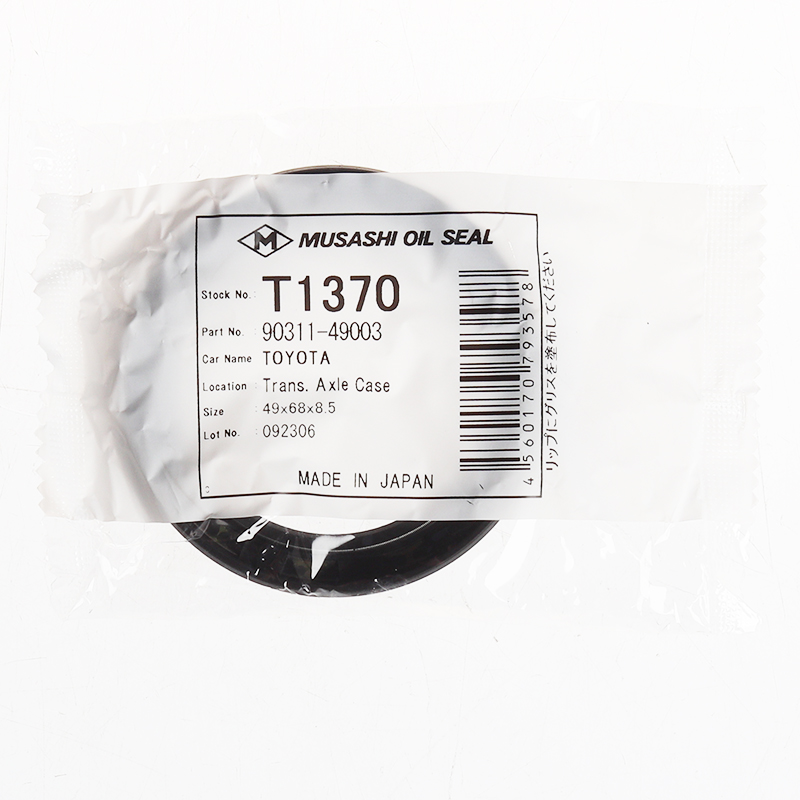 M MUSASHI OIL SEAL
Stock No. : T1370
Part No. : 90311-49003
Car Name : TOYOTA
Location : Trans. Axle Case
Size : 49x68x8.5
Lot No. : 092306
MADE IN JAPAN
4560170793578
リップにグリスを塗布してください